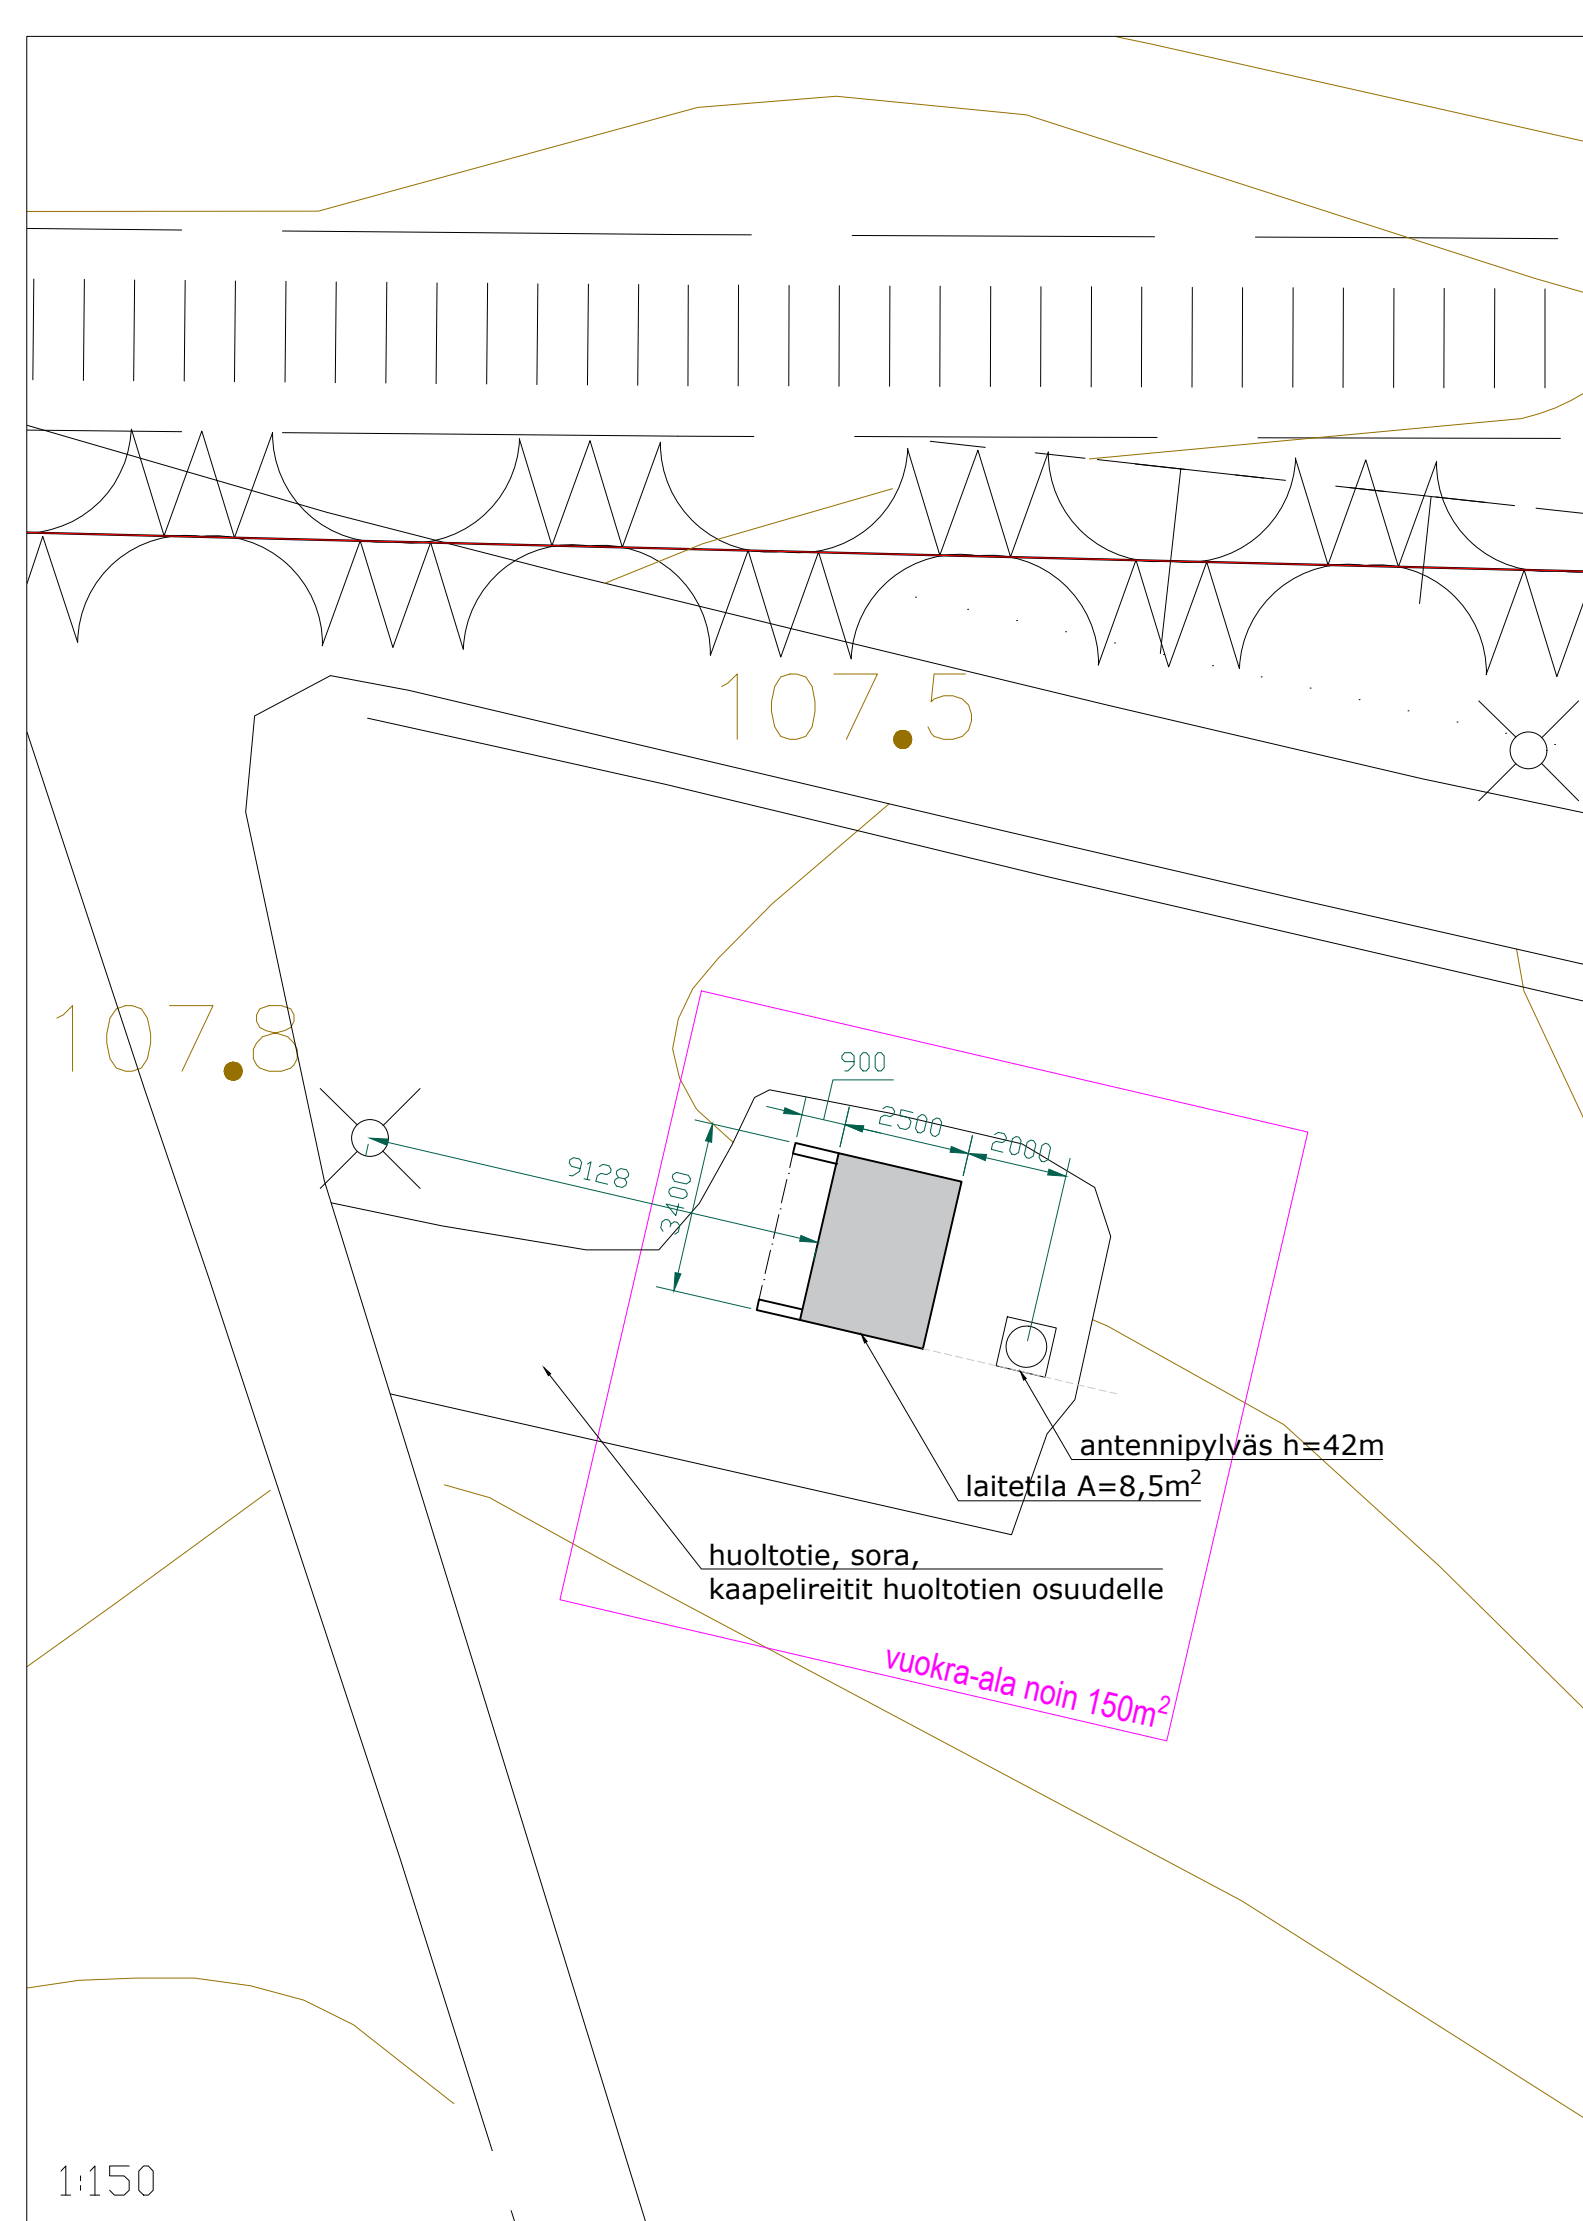 107.5
107.8
900
2500
2000
9128
3400
antennipylväs h=42m
laitetila A=8,5m²
huoltotie, sora,
kaapelireitit huoltotien osuudelle
vuokra-ala noin 150m²
1:150